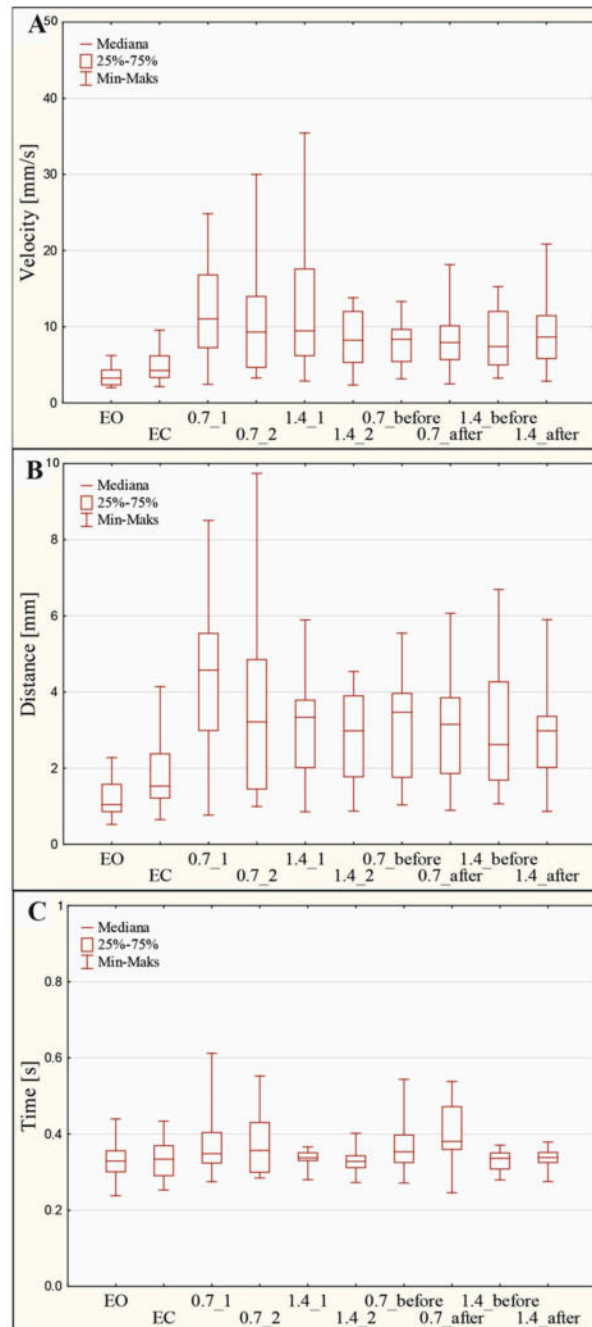 A
50
Mediana
25%-75%
Min-Maks
40
30
20
10
0
Velocity [mm/s]
EO 0.7_1 1.4_1 0.7_before 1.4_before
EC 0.7_2 1.4_2 0.7_after 1.4_after
B
10
Mediana
25%-75%
Min-Maks
8
6
4
2
0
Distance [mm]
EO 0.7_1 1.4_1 0.7_before 1.4_before
EC 0.7_2 1.4_2 0.7_after 1.4_after
C
1
Mediana
25%-75%
Min-Maks
0.8
0.6
0.4
0.2
0.0
Time [s]
EO 0.7_1 1.4_1 0.7_before 1.4_before
EC 0.7_2 1.4_2 0.7_after 1.4_after